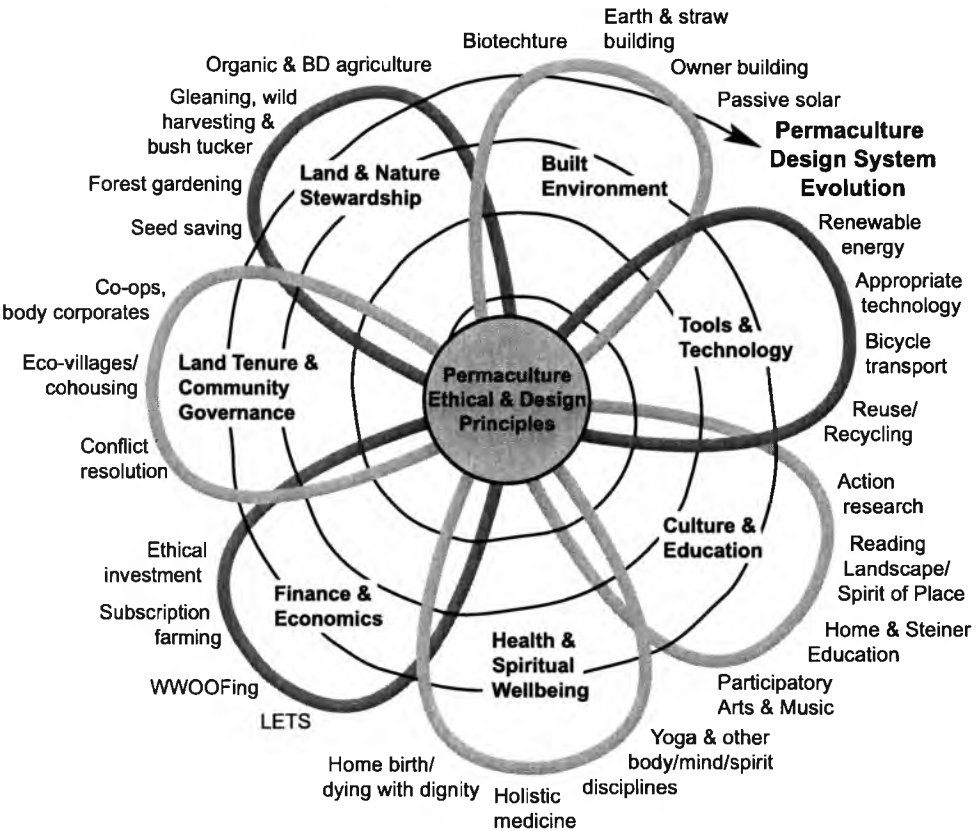 Earth & straw
building
Biotechture
Owner building
Passive solar
Permaculture
Design System
Evolution
Organic & BD agriculture
Gleaning, wild
harvesting &
bush tucker
Forest gardening
Seed saving
Land & Nature
Stewardship
Built
Environment
Renewable
energy
Appropriate
technology
Bicycle
transport
Reuse/
Recycling
Tools &
Technology
Co-ops,
body corporates
Eco-villages/
cohousing
Conflict
resolution
Land Tenure &
Community
Governance
Permaculture
Ethical & Design
Principles
Action
research
Reading
Landscape/
Spirit of Place
Home & Steiner
Education
Participatory
Arts & Music
Culture &
Education
Ethical
investment
Subscription
farming
WWOOFing
LETS
Finance &
Economics
Health &
Spiritual
Wellbeing
Yoga & other
body/mind/spirit
disciplines
Home birth/
dying with dignity
Holistic
medicine